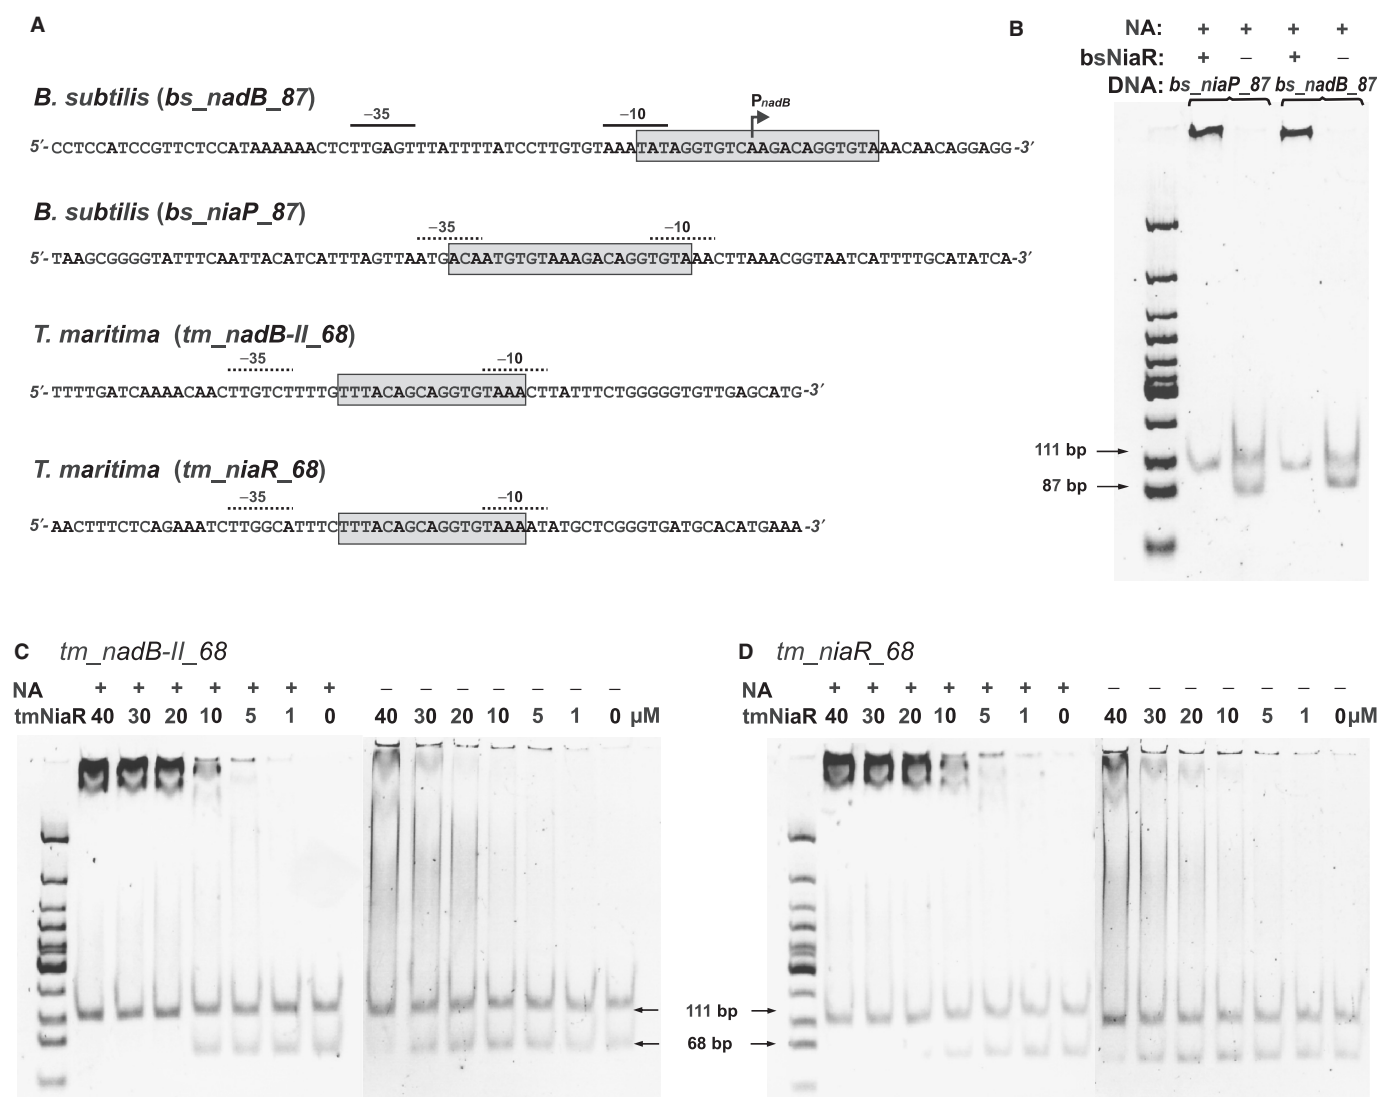 A
B. subtilis (bs_nadB_87)
–35
–10
PnadB
5′-CCTCCATCCGTTCTCCATAAAAAACTCTTGAGTTTATTTTATCCTTGTGTAAATATAGGTGTCAAGACAGGTGTAAACAACAGGAGG-3′
B. subtilis (bs_niaP_87)
–35
–10
5′-TAAGCGGGGTATTTCAATTACATCATTTAGTTAATGACAATGTGTAAAGACAGGTGTAAACTTAAACGGTAATCATTTTGCATATCA-3′
T. maritima (tm_nadB-II_68)
–35
–10
5′-TTTTGATCAAAACAACTTGTCTTTTGTTTACAGCAGGTGTAAACTTATTTCTGGGGGTGTTGAGCATG-3′
T. maritima (tm_niaR_68)
–35
–10
5′-AACTTTCTCAGAAATCTTGGCATTTCTTTACAGCAGGTGTAAAATATGCTCGGGTGATGCACATGAAA-3′
B
NA: + + + +
bsNiaR: + – + –
DNA: bs_niaP_87 bs_nadB_87
111 bp
87 bp
C tm_nadB-II_68
NA + + + + + + + – – – – – – –
tmNiaR 40 30 20 10 5 1 0 40 30 20 10 5 1 0 µM
111 bp
68 bp
D tm_niaR_68
NA + + + + + + + – – – – – – –
tmNiaR 40 30 20 10 5 1 0 40 30 20 10 5 1 0 µM